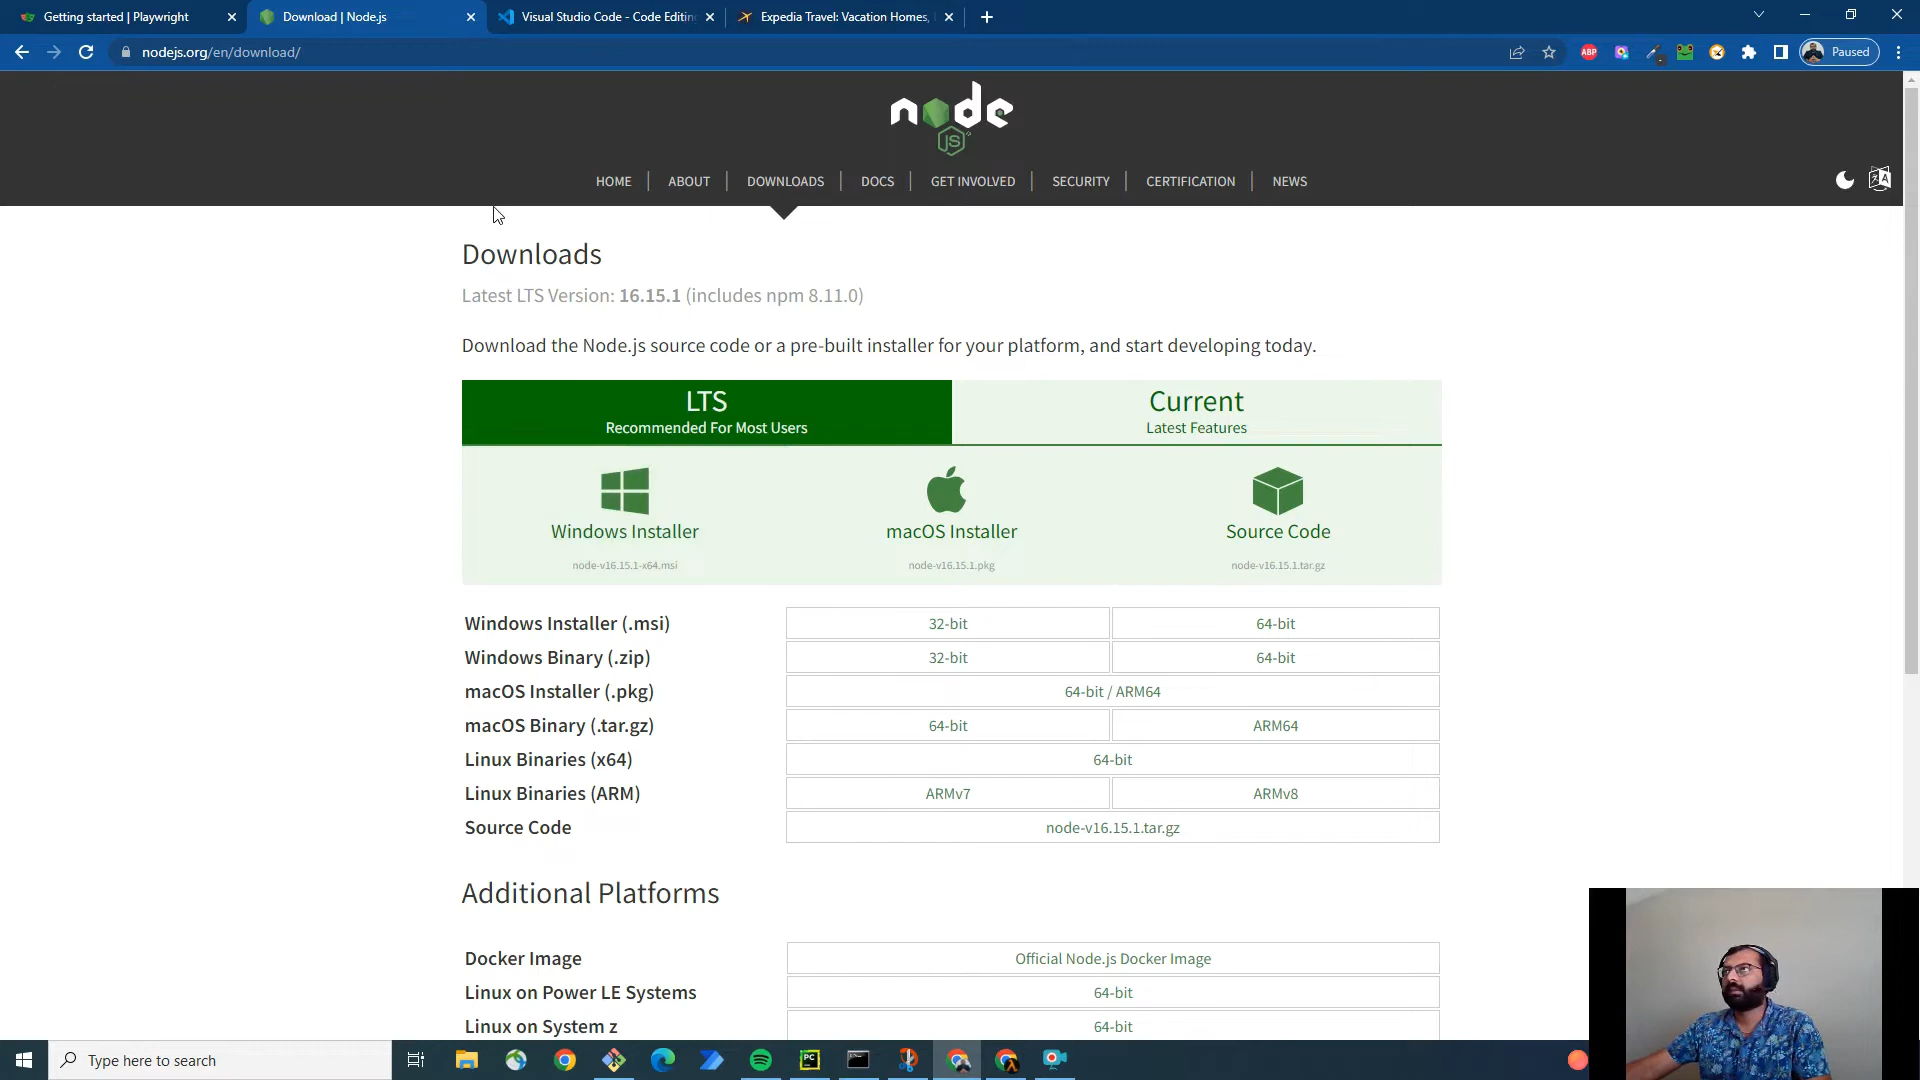 Getting started | Playwright
Download | Node.js
Visual Studio Code - Code Editin
Expedia Travel: Vacation Homes,
nodejs.org/en/download/
ABP
Paused
node
JS
HOME
ABOUT
DOWNLOADS
DOCS
GET INVOLVED
SECURITY
CERTIFICATION
NEWS
Downloads
Latest LTS Version: 16.15.1 (includes npm 8.11.0)
Download the Node.js source code or a pre-built installer for your platform, and start developing today.
LTS
Recommended For Most Users
Current
Latest Features
Windows Installer
node-v16.15.1-x64.msi
macOS Installer
node-v16.15.1.pkg
Source Code
node-v16.15.1.tar.gz
Windows Installer (.msi) 32-bit 64-bit
Windows Binary (.zip) 32-bit 64-bit
macOS Installer (.pkg) 64-bit / ARM64
macOS Binary (.tar.gz) 64-bit ARM64
Linux Binaries (x64) 64-bit
Linux Binaries (ARM) ARMv7 ARMv8
Source Code node-v16.15.1.tar.gz
Additional Platforms
Docker Image Official Node.js Docker Image
Linux on Power LE Systems 64-bit
Linux on System z 64-bit
Type here to search
PC